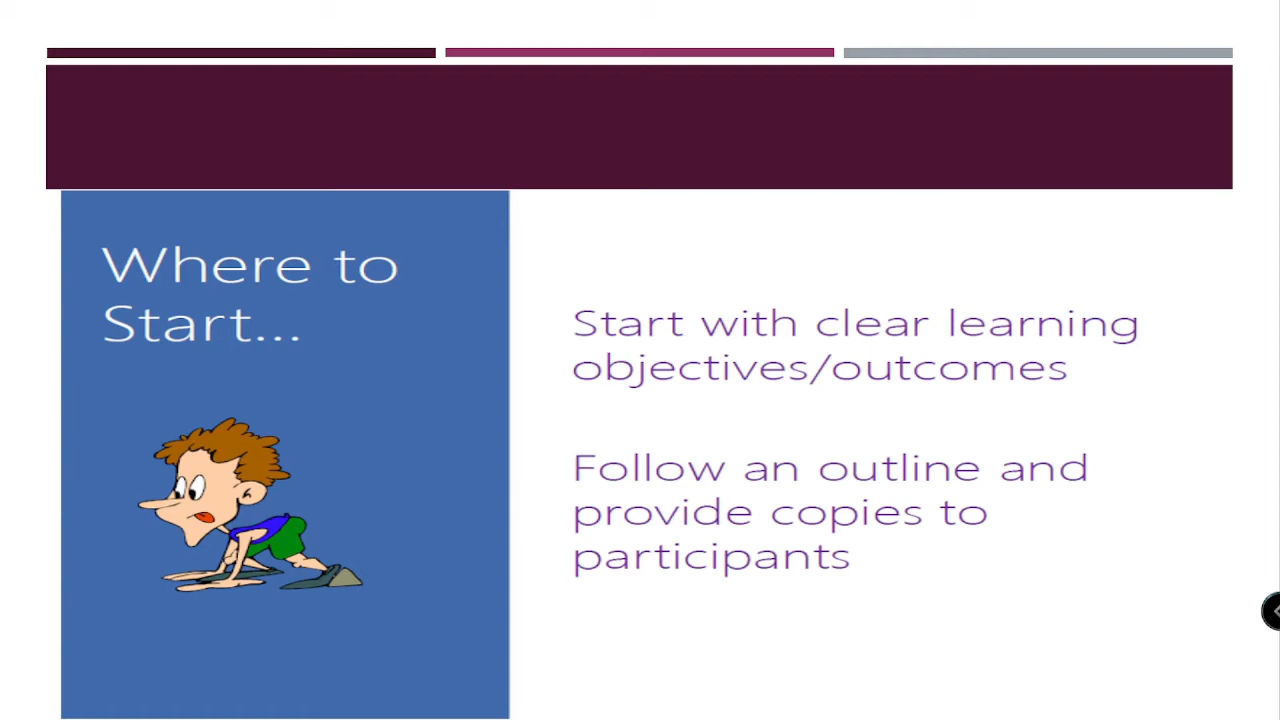 Where to
Start...
Start with clear learning
objectives/outcomes
Follow an outline and
provide copies to
participants